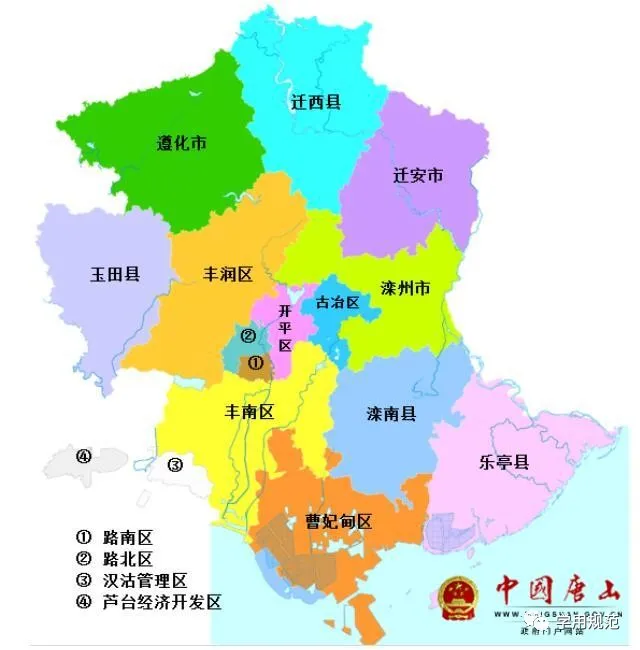 迁西县
遵化市
迁安市
玉田县
丰润区
滦州市
古冶区
开平区
②
①
丰南区
滦南县
④
③
乐亭县
曹妃甸区
① 路南区
② 路北区
③ 汉沽管理区
④ 芦台经济开发区
中國唐山
WWW.TANGSHAN.GOV.CN
政府门户网站
学用规范